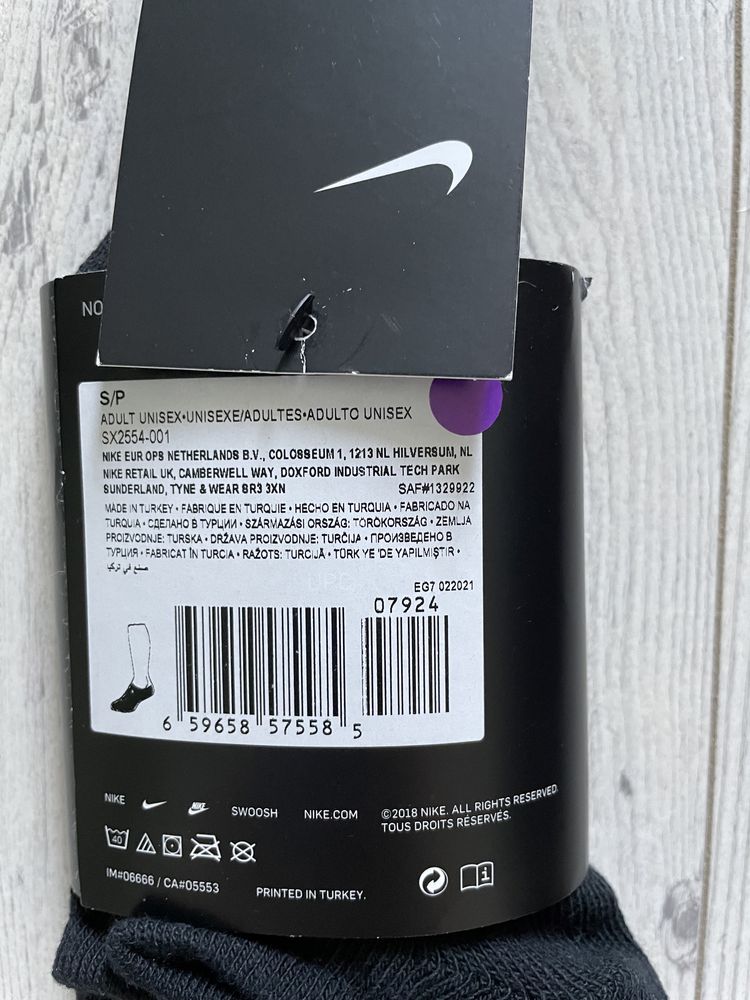 NO
S/P
ADULT UNISEX•UNISEXE/ADULTES•ADULTO UNISEX
SX2554-001
NIKE EUR OPS NETHERLANDS B.V., COLOSSEUM 1, 1213 NL HILVERSUM, NL
NIKE RETAIL UK, CAMBERWELL WAY, DOXFORD INDUSTRIAL TECH PARK
SUNDERLAND, TYNE & WEAR SR3 3XN
SAF#1329922
MADE IN TURKEY • FABRIQUE EN TURQUIE • HECHO EN TURQUIA • FABRICADO NA
TURQUIA • СДЕЛАНО В ТУРЦИИ • SZÁRMAZÁSI ORSZÁG: TÖRÖKORSZÁG • ZEMLJA
PROIZVODNJE: TURSKA • DRŽAVA PROIZVODNJE: TURČIJA • ПРОИЗВЕДЕНО В
ТУРЦИЯ • FABRICAT ÎN TURCIA • RAŽOTS: TURCIJĀ • TÜRK YE 'DE YAPILMIŞTIR •
صنع في تركيا
UPC
EG7 022021
07924
6 59658 57558 5
NIKE NIKE SWOOSH NIKE.COM ©2018 NIKE. ALL RIGHTS RESERVED.
TOUS DROITS RÉSERVÉS.
40
IM#06666 / CA#05553 PRINTED IN TURKEY.
i